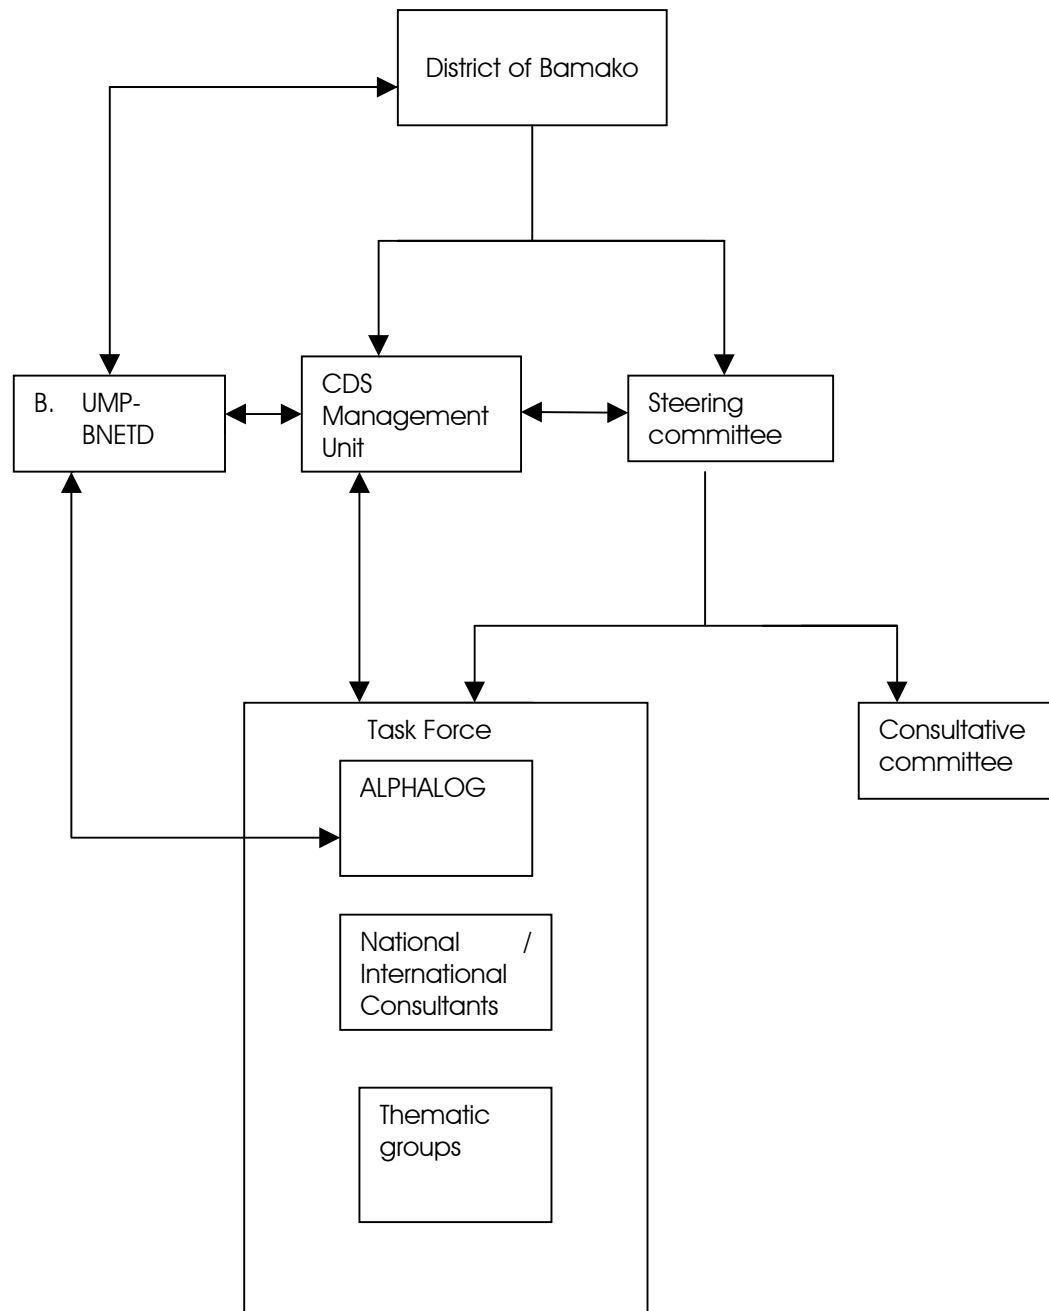 District of Bamako
B. UMP-
BNETD
CDS
Management
Unit
Steering
committee
Task Force
ALPHALOG
National /
International
Consultants
Thematic
groups
Consultative
committee